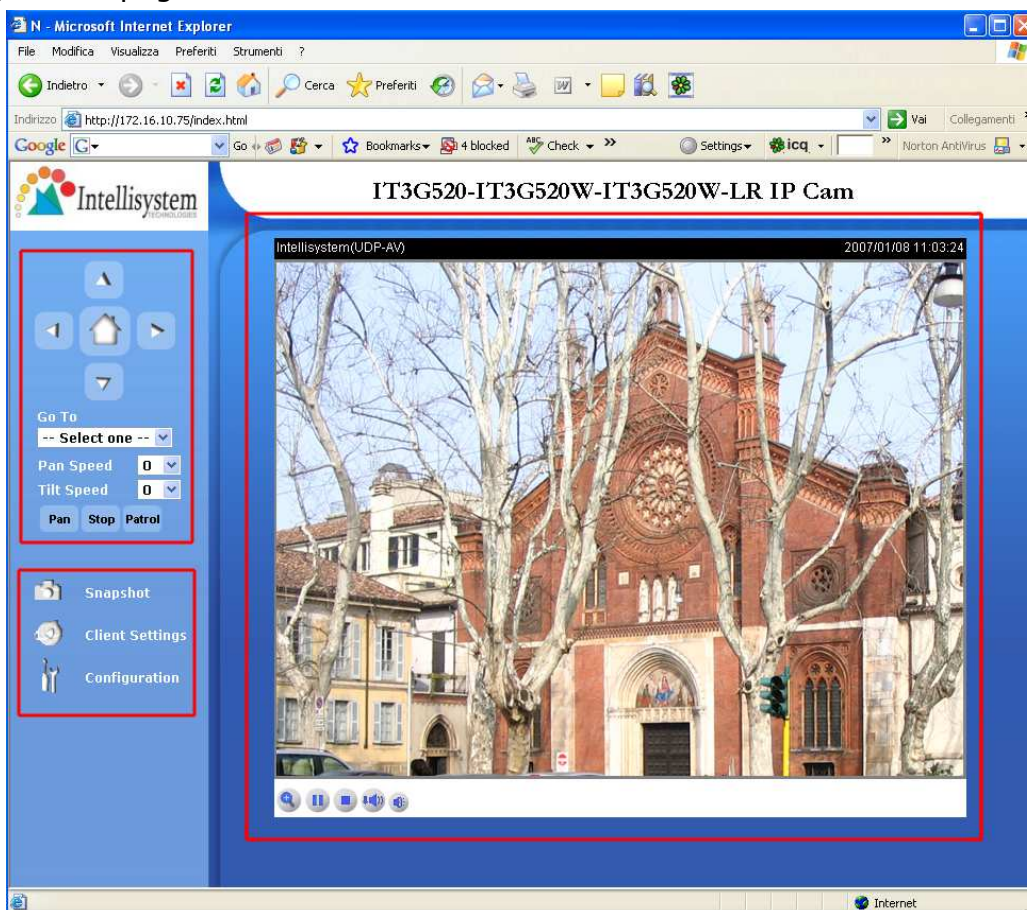 N - Microsoft Internet Explorer
File Modifica Visualizza Preferiti Strumenti ?
Indietro Cerca Preferiti
Indirizzo http://172.16.10.75/index.html Vai Collegamenti
Google G Go Bookmarks 4 blocked ABC Check » Settings icq » Norton AntiVirus
Intellisystem
TECHNOLOGIES
IT3G520-IT3G520W-IT3G520W-LR IP Cam
Intellisystem(UDP-AV) 2007/01/08 11:03:24
Go To
-- Select one --
Pan Speed 0
Tilt Speed 0
Pan Stop Patrol
Snapshot
Client Settings
Configuration
Internet